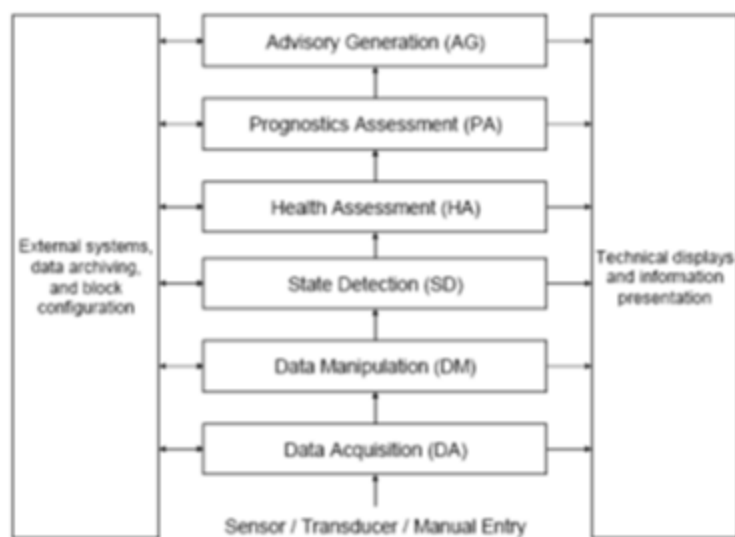 Advisory Generation (AG)
Prognostics Assessment (PA)
Health Assessment (HA)
External systems,
data archiving,
and block
configuration
State Detection (SD)
Technical displays
and information
presentation
Data Manipulation (DM)
Data Acquisition (DA)
Sensor / Transducer / Manual Entry